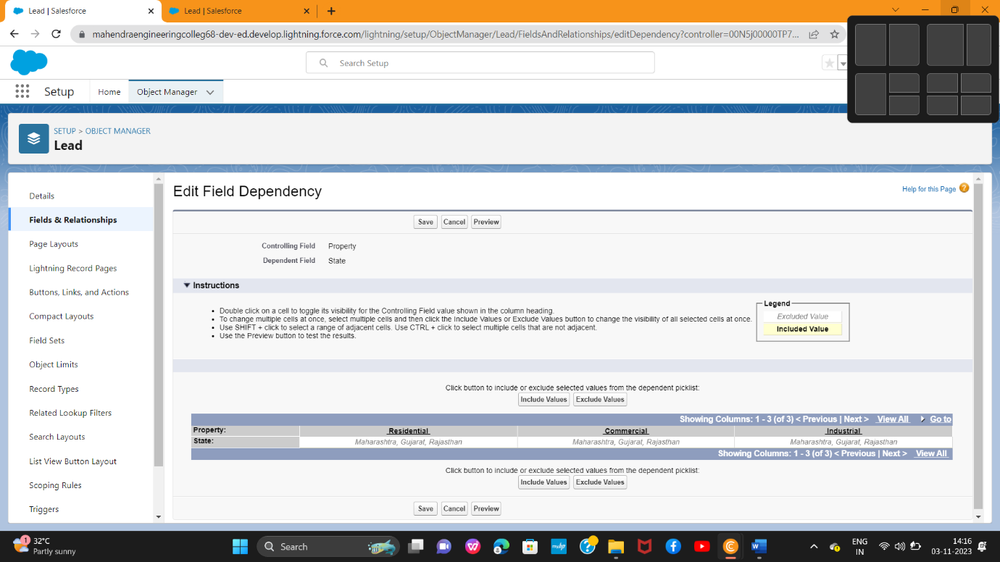 Lead | Salesforce
Lead | Salesforce
mahendraengineeringcolleg68-dev-ed.develop.lightning.force.com/lightning/setup/ObjectManager/Lead/FieldsAndRelationships/editDependency?controller=00N5j00000TP7...
Search Setup
Setup
Home
Object Manager
SETUP > OBJECT MANAGER
Lead
Details
Fields & Relationships
Page Layouts
Lightning Record Pages
Buttons, Links, and Actions
Compact Layouts
Field Sets
Object Limits
Record Types
Related Lookup Filters
Search Layouts
List View Button Layout
Scoping Rules
Triggers
Edit Field Dependency
Help for this Page ?
Save Cancel Preview
Controlling Field Property
Dependent Field State
Instructions
• Double click on a cell to toggle its visibility for the Controlling Field value shown in the column heading.
• To change multiple cells at once, select multiple cells and then click the Include Values or Exclude Values button to change the visibility of all selected cells at once.
• Use SHIFT + click to select a range of adjacent cells. Use CTRL + click to select multiple cells that are not adjacent.
• Use the Preview button to test the results.
Legend
Excluded Value
Included Value
Click button to include or exclude selected values from the dependent picklist:
Include Values Exclude Values
Showing Columns: 1 - 3 (of 3) < Previous | Next > View All Go to
Property: Residential Commercial Industrial
State: Maharashtra, Gujarat, Rajasthan Maharashtra, Gujarat, Rajasthan Maharashtra, Gujarat, Rajasthan
Showing Columns: 1 - 3 (of 3) < Previous | Next > View All
Click button to include or exclude selected values from the dependent picklist:
Include Values Exclude Values
Save Cancel Preview
1
32°C
Partly sunny
Search
myhp
ENG
IN
14:16
03-11-2023